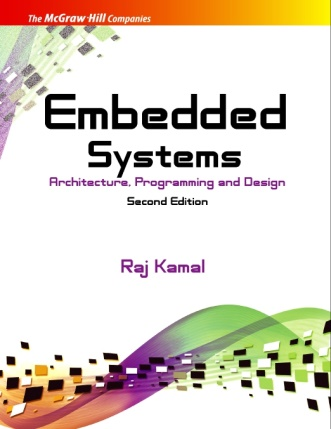 The McGraw·Hill Companies
Embedded
Systems
Architecture, Programming and Design
Second Edition
Raj Kamal